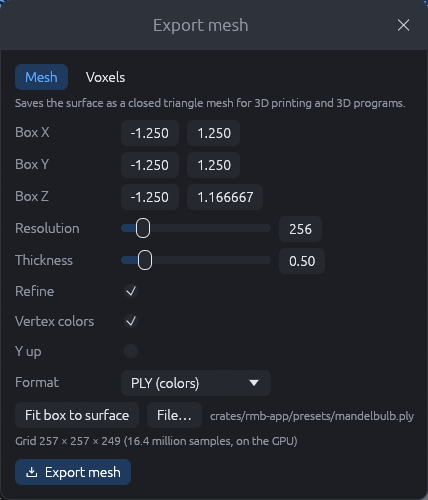 Export mesh
Mesh Voxels
Saves the surface as a closed triangle mesh for 3D printing and 3D programs.
Box X -1.250 1.250
Box Y -1.250 1.250
Box Z -1.250 1.166667
Resolution 256
Thickness 0.50
Refine
Vertex colors
Y up
Format PLY (colors)
Fit box to surface File... crates/rmb-app/presets/mandelbulb.ply
Grid 257 × 257 × 249 (16.4 million samples, on the GPU)
Export mesh